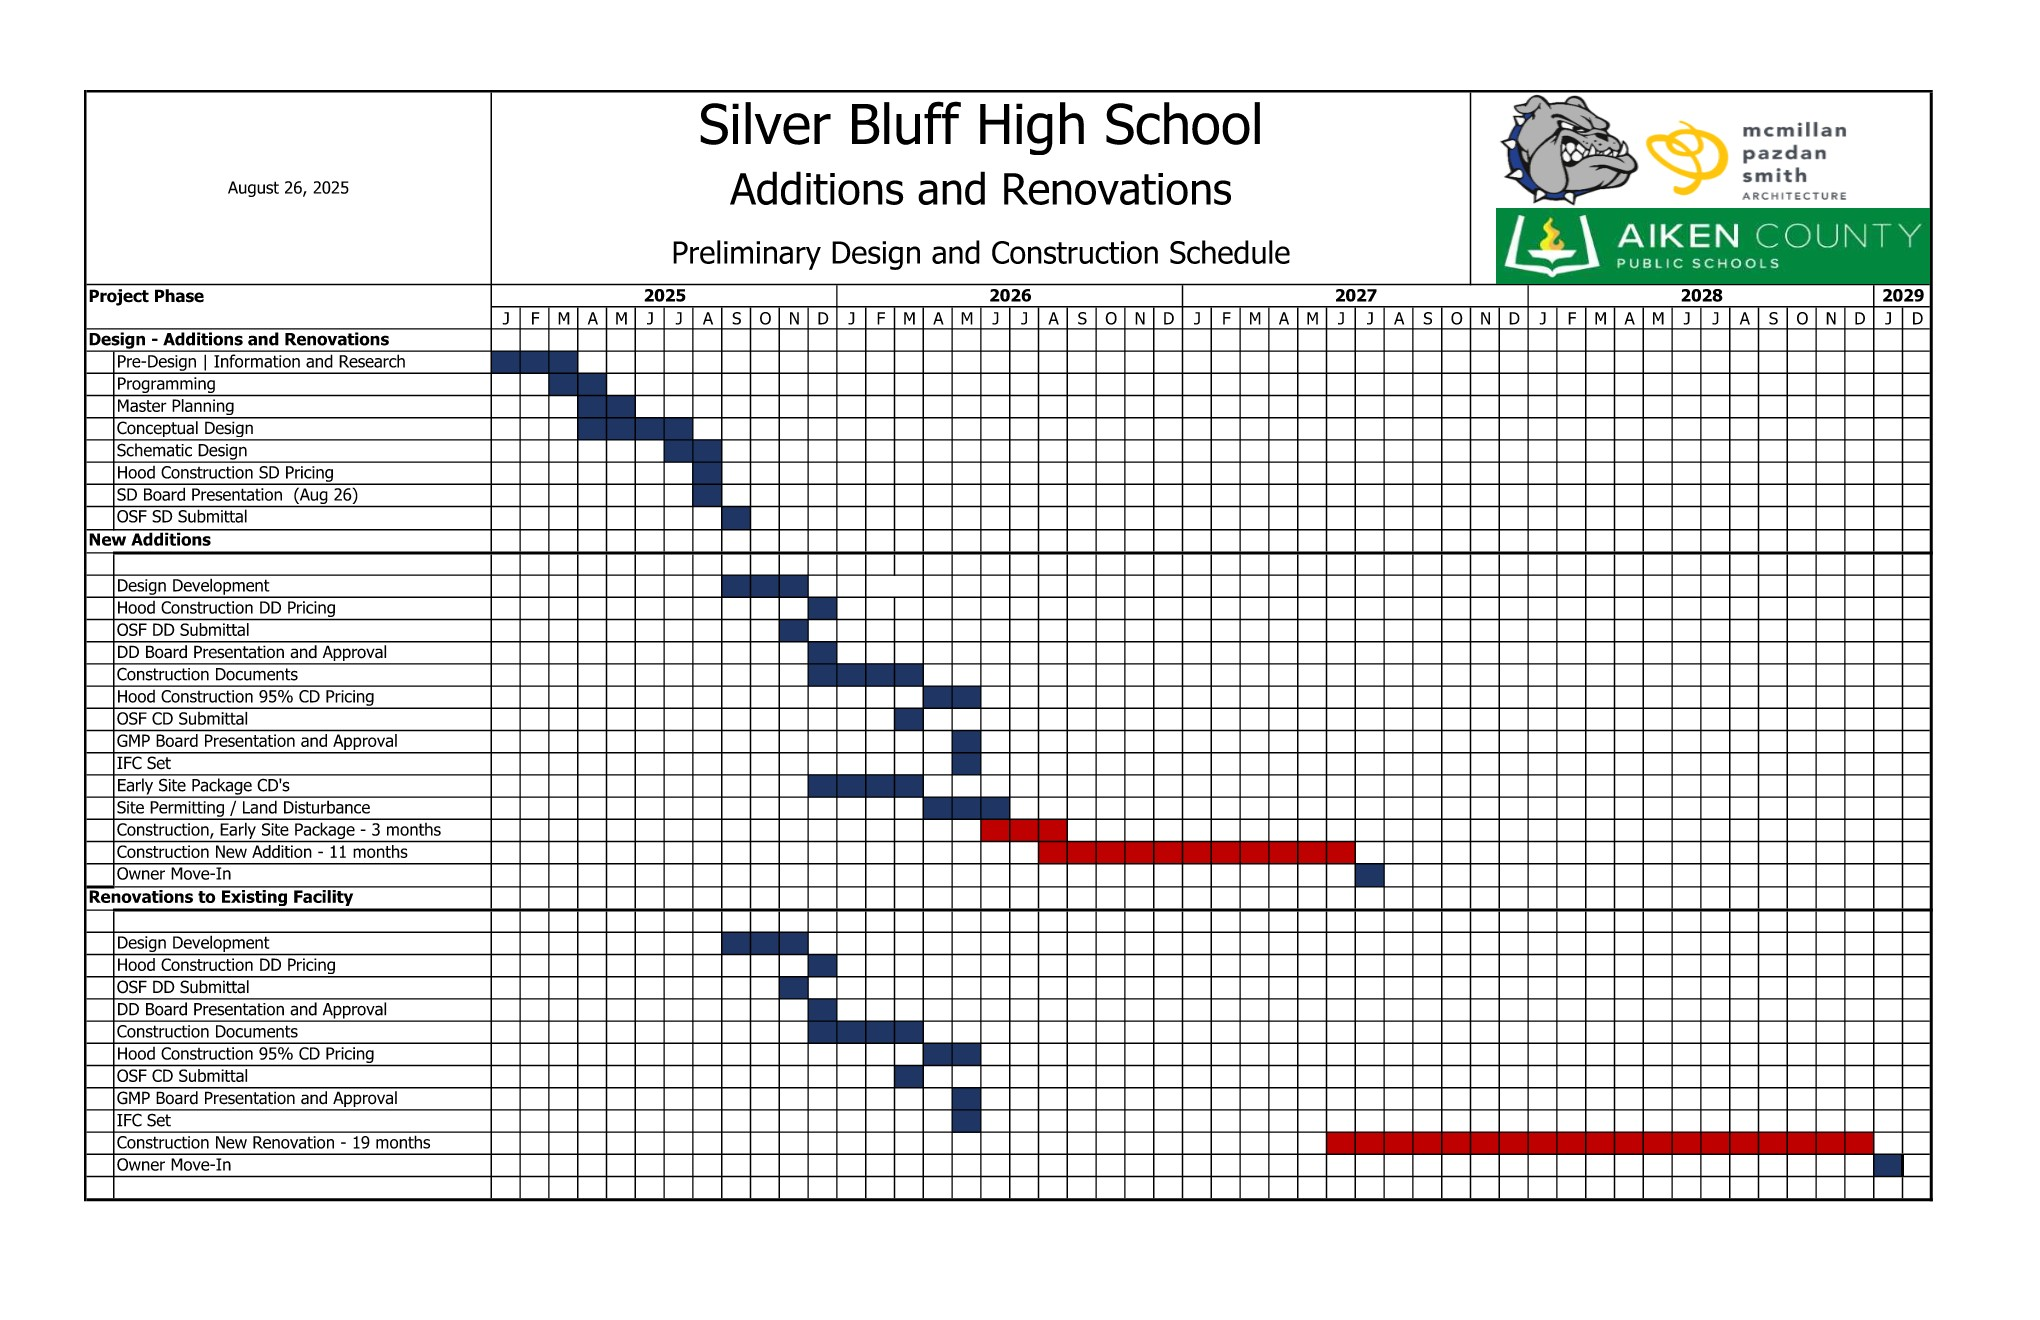 August 26, 2025
Silver Bluff High School
Additions and Renovations
Preliminary Design and Construction Schedule
mcmillan
pazdan
smith
ARCHITECTURE
AIKEN COUNTY
PUBLIC SCHOOLS
Project Phase 2025 2026 2027 2028 2029
J F M A M J J A S O N D J F M A M J J A S O N D J F M A M J J A S O N D J F M A M J J A S O N D J D
Design - Additions and Renovations
Pre-Design | Information and Research
Programming
Master Planning
Conceptual Design
Schematic Design
Hood Construction SD Pricing
SD Board Presentation (Aug 26)
OSF SD Submittal
New Additions
Design Development
Hood Construction DD Pricing
OSF DD Submittal
DD Board Presentation and Approval
Construction Documents
Hood Construction 95% CD Pricing
OSF CD Submittal
GMP Board Presentation and Approval
IFC Set
Early Site Package CD's
Site Permitting / Land Disturbance
Construction, Early Site Package - 3 months
Construction New Addition - 11 months
Owner Move-In
Renovations to Existing Facility
Design Development
Hood Construction DD Pricing
OSF DD Submittal
DD Board Presentation and Approval
Construction Documents
Hood Construction 95% CD Pricing
OSF CD Submittal
GMP Board Presentation and Approval
IFC Set
Construction New Renovation - 19 months
Owner Move-In